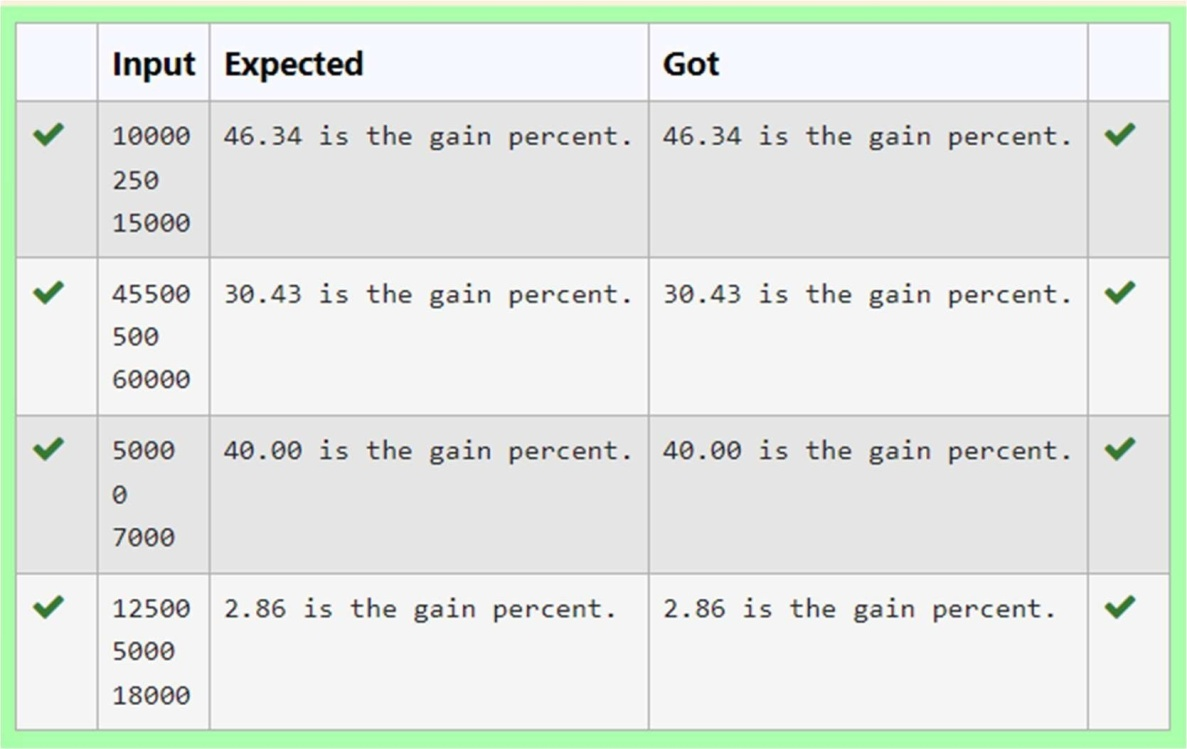 Input Expected Got
10000 46.34 is the gain percent. 46.34 is the gain percent.
250
15000
45500 30.43 is the gain percent. 30.43 is the gain percent.
500
60000
5000 40.00 is the gain percent. 40.00 is the gain percent.
0
7000
12500 2.86 is the gain percent. 2.86 is the gain percent.
5000
18000